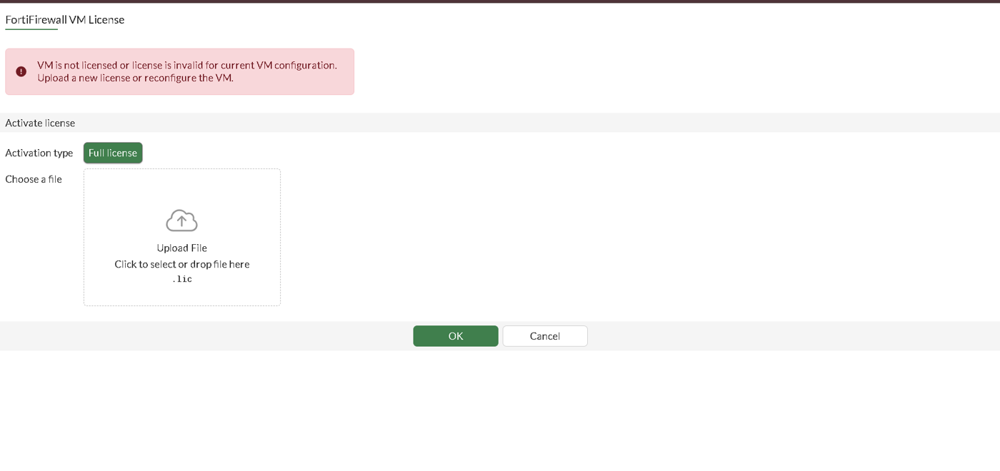 FortiFirewall VM License
VM is not licensed or license is invalid for current VM configuration.
Upload a new license or reconfigure the VM.
Activate license
Activation type
Full license
Choose a file
Upload File
Click to select or drop file here
.lic
OK
Cancel